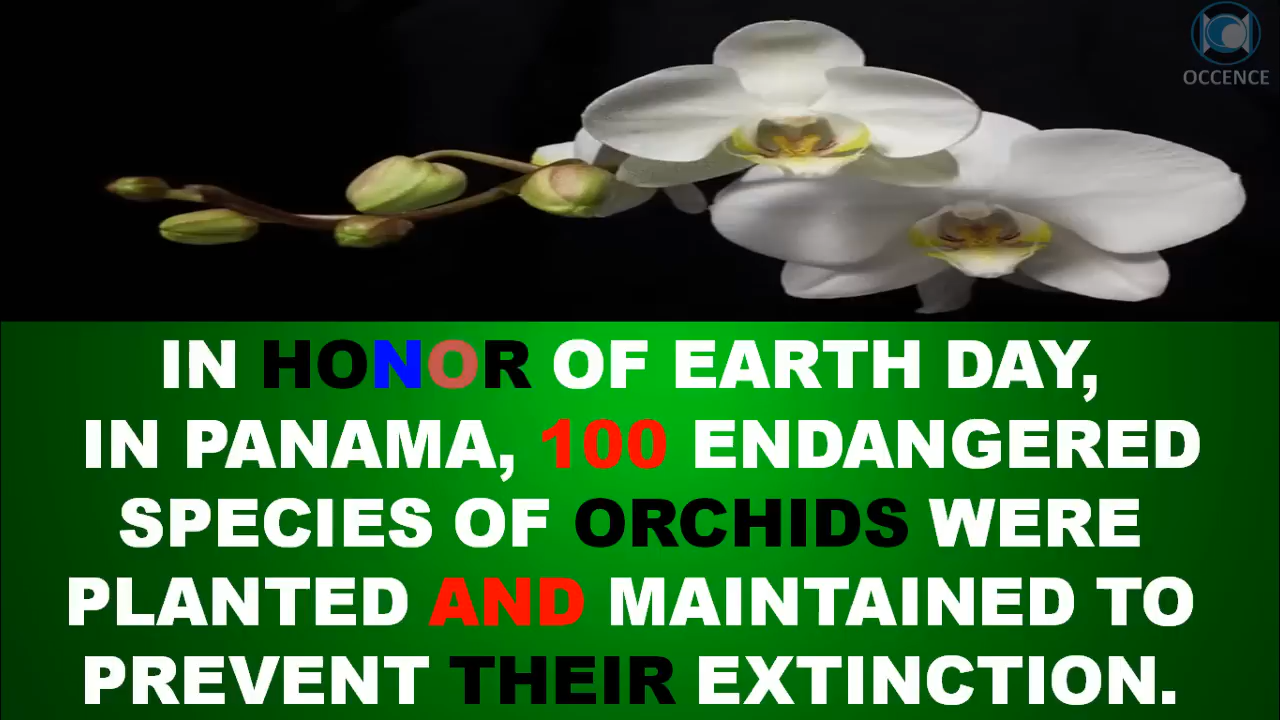 OCCENCE
IN HONOR OF EARTH DAY,
IN PANAMA, 100 ENDANGERED
SPECIES OF ORCHIDS WERE
PLANTED AND MAINTAINED TO
PREVENT THEIR EXTINCTION.